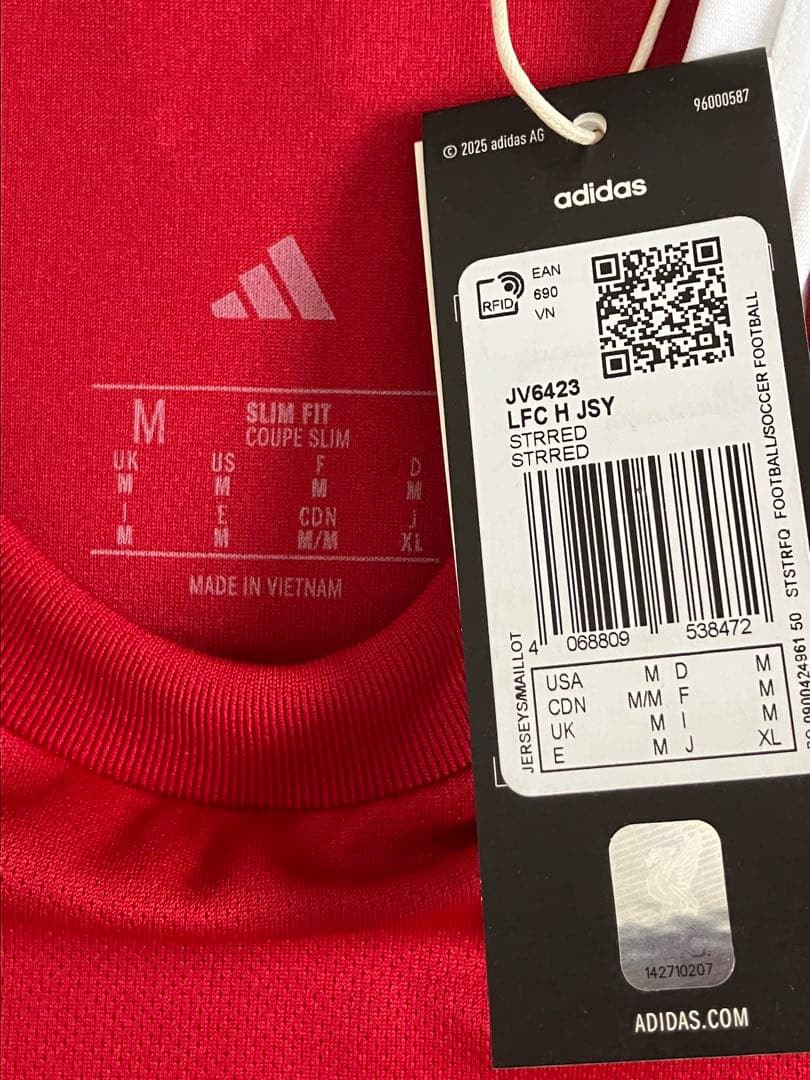 M
SLIM FIT
COUPE SLIM
UK US F D
M M M M
I E CDN J
M M M/M XL
MADE IN VIETNAM
© 2025 adidas AG
96000587
adidas
RFID
EAN
690
VN
JV6423
LFC H JSY
STRRED
STRRED
4 068809 538472
JERSEYS/MAILLOT
USA M D M
CDN M/M F M
UK M I M
E M J XL
STSTRFQ FOOTBALL/SOCCER FOOTBALL
0900424961 50
142710207
ADIDAS.COM